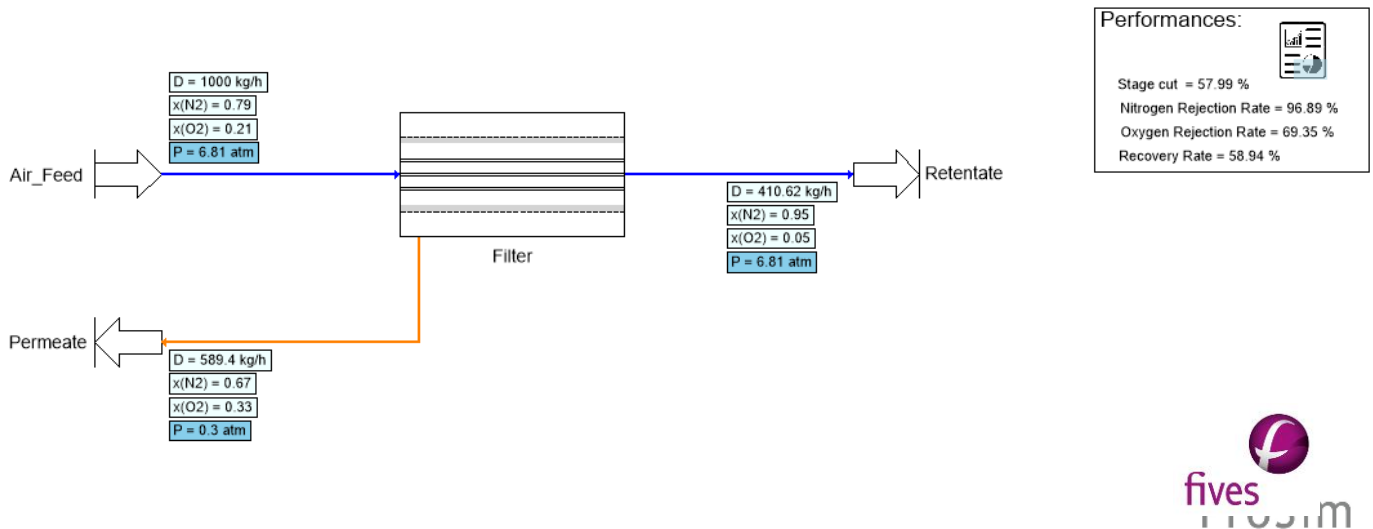 Performances:
Stage cut = 57.99 %
Nitrogen Rejection Rate = 96.89 %
Oxygen Rejection Rate = 69.35 %
Recovery Rate = 58.94 %
D = 1000 kg/h
x(N2) = 0.79
x(O2) = 0.21
P = 6.81 atm
Air_Feed
Retentate
D = 410.62 kg/h
x(N2) = 0.95
x(O2) = 0.05
P = 6.81 atm
Filter
Permeate
D = 589.4 kg/h
x(N2) = 0.67
x(O2) = 0.33
P = 0.3 atm
fives